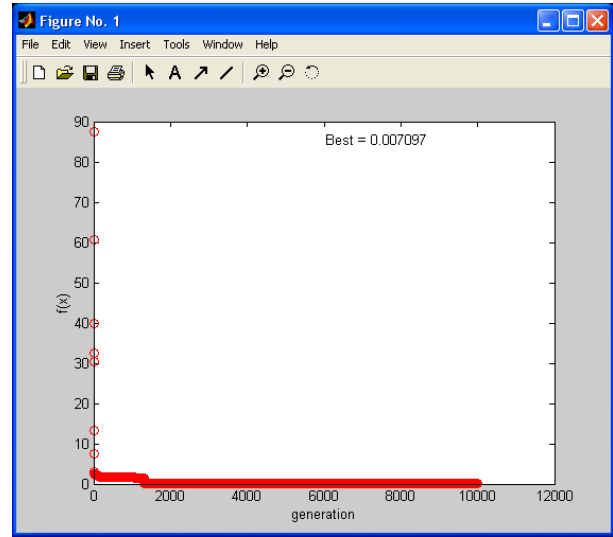 Figure No. 1
File Edit View Insert Tools Window Help
A
Best = 0.007097
90
80
70
60
50
40
30
20
10
0
f(x)
0 2000 4000 6000 8000 10000 12000
generation